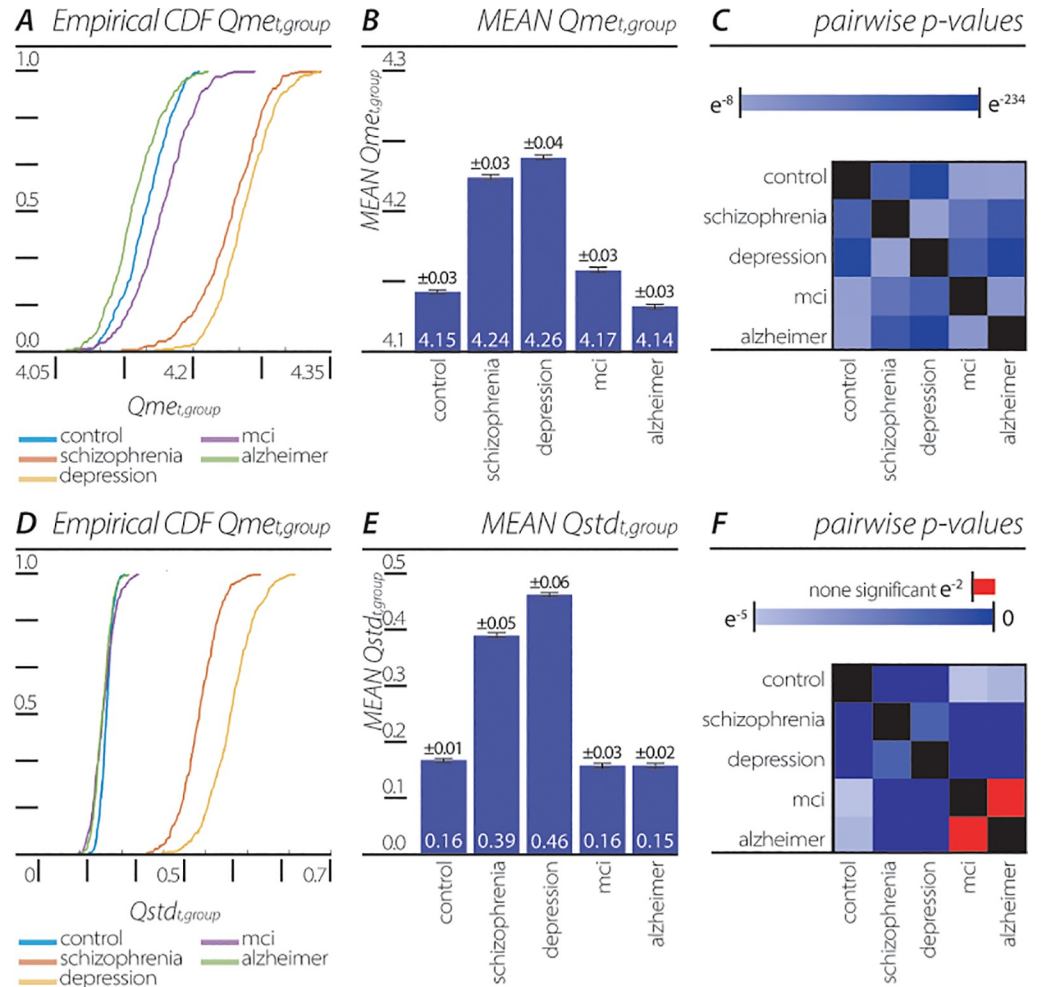 A Empirical CDF Qmet,group
1.0
0.5
0.0
4.05 4.2 4.35
Qmet,group
control mci
schizophrenia alzheimer
depression
B MEAN Qmet,group
MEAN Qmet,group
4.3
4.2
4.1
±0.03 ±0.03 ±0.04 ±0.03 ±0.03
4.15 4.24 4.26 4.17 4.14
control schizophrenia depression mci alzheimer
C pairwise p-values
e-8 e-234
control
schizophrenia
depression
mci
alzheimer
control schizophrenia depression mci alzheimer
D Empirical CDF Qmet,group
1.0
0.5
0.0
0 0.5 0.7
Qstdt,group
control mci
schizophrenia alzheimer
depression
E MEAN Qstdt,group
MEAN Qstdt,group
0.5
0.4
0.3
0.2
0.1
0.0
±0.01 ±0.05 ±0.06 ±0.03 ±0.02
0.16 0.39 0.46 0.16 0.15
control schizophrenia depression mci alzheimer
F pairwise p-values
none significant e-2
e-5 0
control
schizophrenia
depression
mci
alzheimer
control schizophrenia depression mci alzheimer